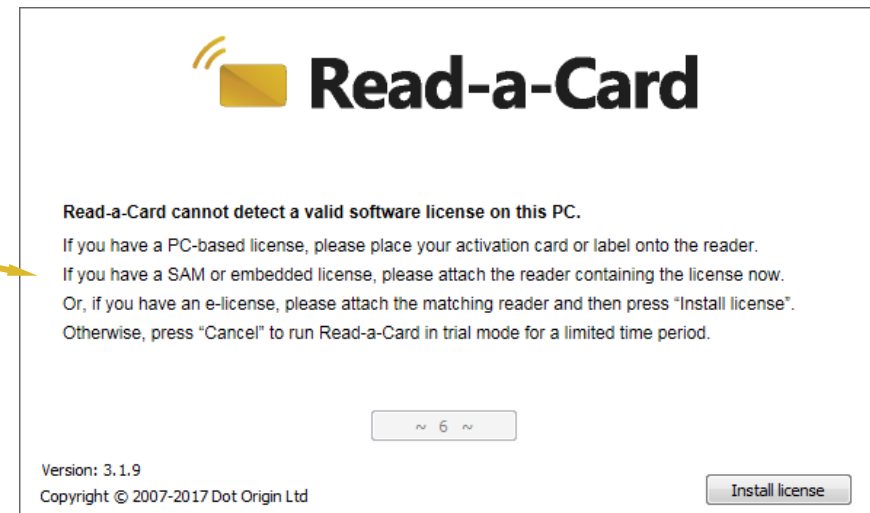 Read-a-Card
Read-a-Card cannot detect a valid software license on this PC.
If you have a PC-based license, please place your activation card or label onto the reader.
If you have a SAM or embedded license, please attach the reader containing the license now.
Or, if you have an e-license, please attach the matching reader and then press “Install license”.
Otherwise, press “Cancel” to run Read-a-Card in trial mode for a limited time period.
~ 6 ~
Version: 3.1.9
Copyright © 2007-2017 Dot Origin Ltd
Install license